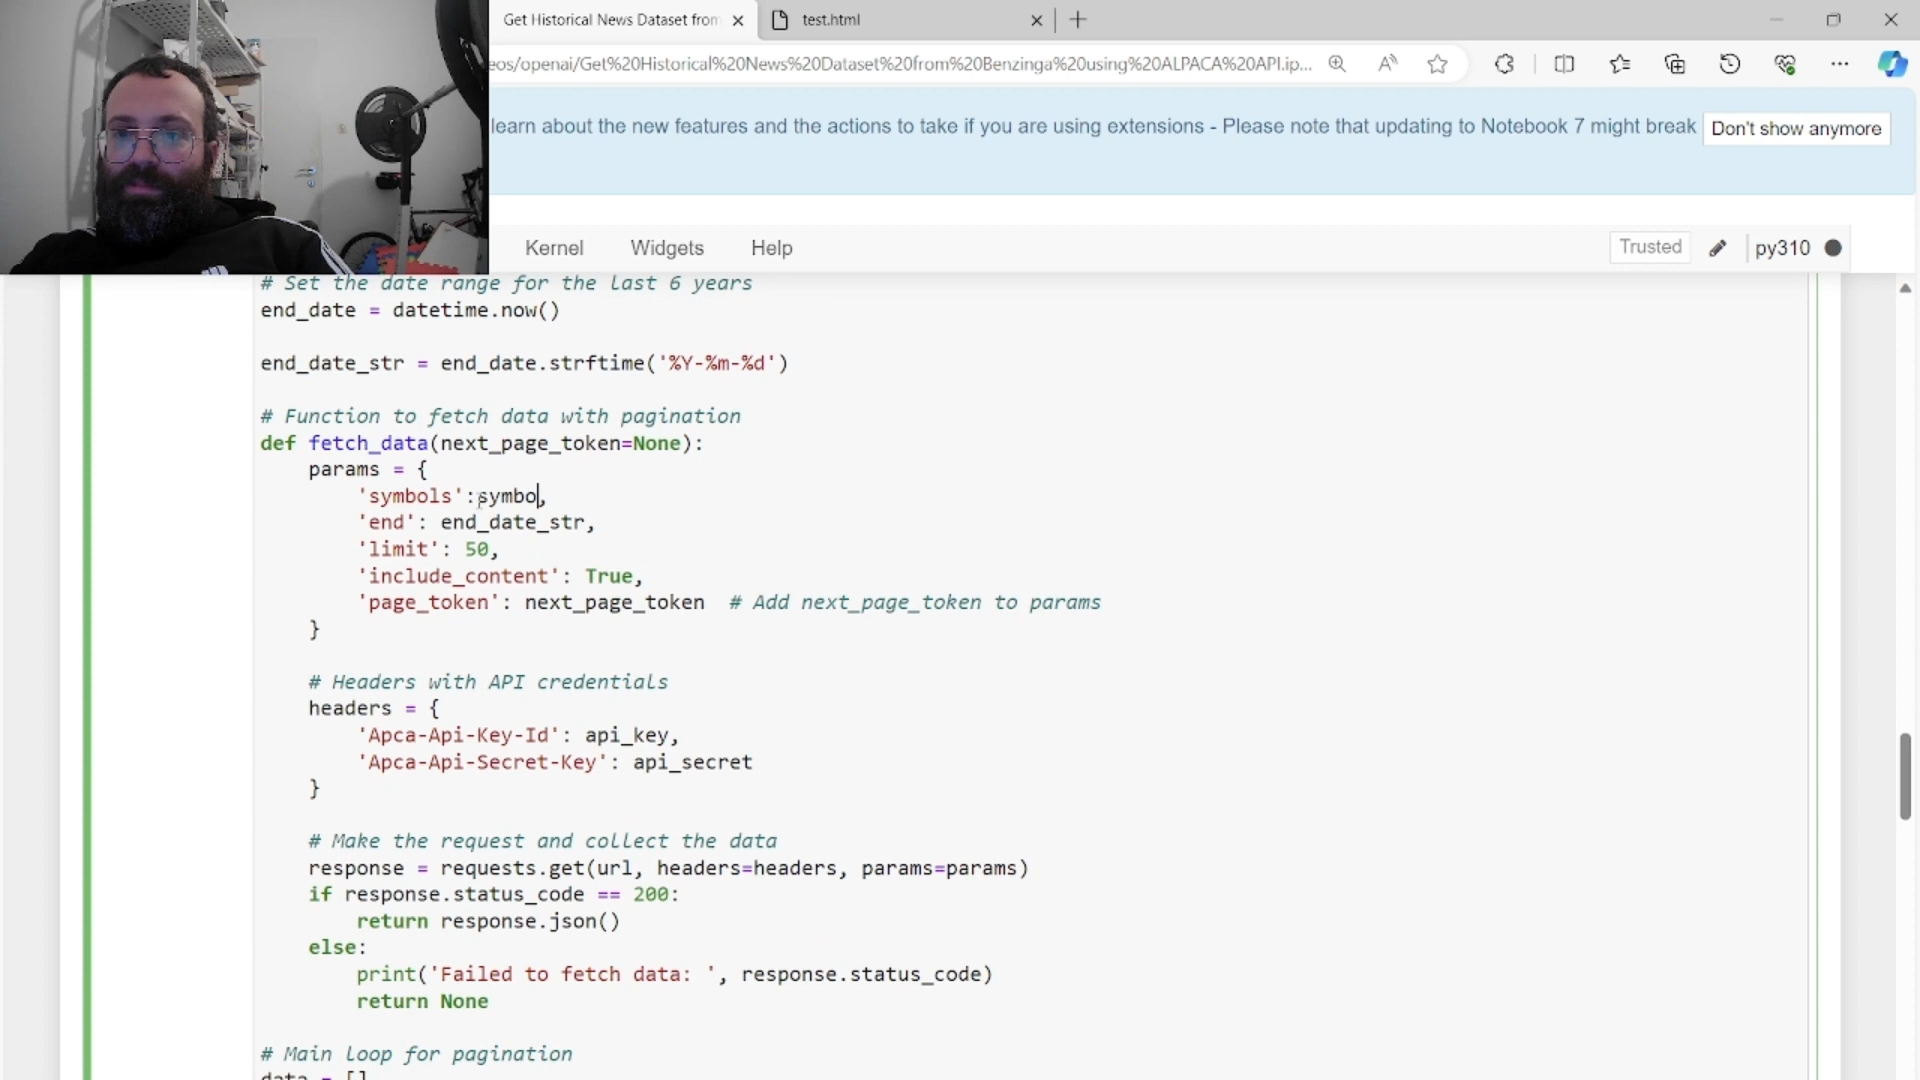 Get Historical News Dataset from
test.html
eos/openai/Get%20Historical%20News%20Dataset%20from%20Benzinga%20using%20ALPACA%20API.ip...
learn about the new features and the actions to take if you are using extensions - Please note that updating to Notebook 7 might break
Don't show anymore
Kernel Widgets Help
Trusted
py310
# Set the date range for the last 6 years
end_date = datetime.now()
end_date_str = end_date.strftime('%Y-%m-%d')
# Function to fetch data with pagination
def fetch_data(next_page_token=None):
params = {
'symbols':symbo,
'end': end_date_str,
'limit': 50,
'include_content': True,
'page_token': next_page_token # Add next_page_token to params
}
# Headers with API credentials
headers = {
'Apca-Api-Key-Id': api_key,
'Apca-Api-Secret-Key': api_secret
}
# Make the request and collect the data
response = requests.get(url, headers=headers, params=params)
if response.status_code == 200:
return response.json()
else:
print('Failed to fetch data: ', response.status_code)
return None
# Main loop for pagination
data = []